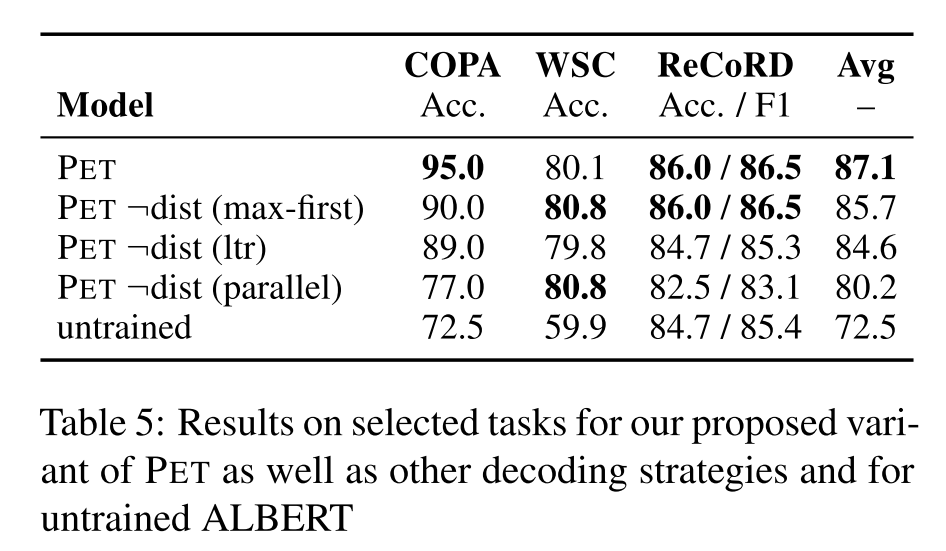 COPA WSC ReCoRD Avg
Model Acc. Acc. Acc. / F1 –
PET 95.0 80.1 86.0 / 86.5 87.1
PET ¬dist (max-first) 90.0 80.8 86.0 / 86.5 85.7
PET ¬dist (ltr) 89.0 79.8 84.7 / 85.3 84.6
PET ¬dist (parallel) 77.0 80.8 82.5 / 83.1 80.2
untrained 72.5 59.9 84.7 / 85.4 72.5
Table 5: Results on selected tasks for our proposed vari-
ant of PET as well as other decoding strategies and for
untrained ALBERT